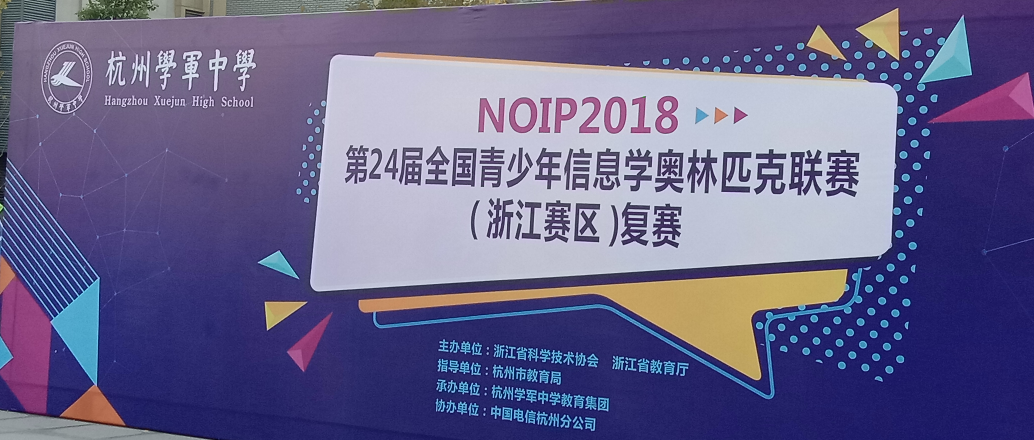 杭州學軍中學
Hangzhou Xuejun High School
NOIP2018
第24届全国青少年信息学奥林匹克联赛
(浙江赛区)复赛
主办单位：浙江省科学技术协会 浙江省教育厅
指导单位：杭州市教育局
承办单位：杭州学军中学教育集团
协办单位：中国电信杭州分公司